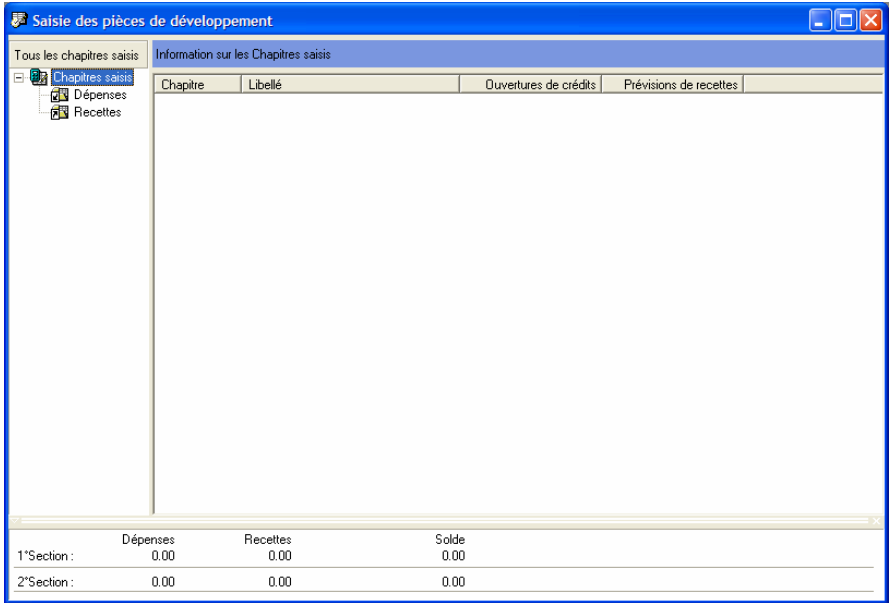 Saisie des pièces de développement
Tous les chapitres saisis
Information sur les Chapitres saisis
Chapitres saisis
Dépenses
Recettes
Chapitre Libellé Ouvertures de crédits Prévisions de recettes
Dépenses Recettes Solde
1°Section : 0.00 0.00 0.00
2°Section : 0.00 0.00 0.00